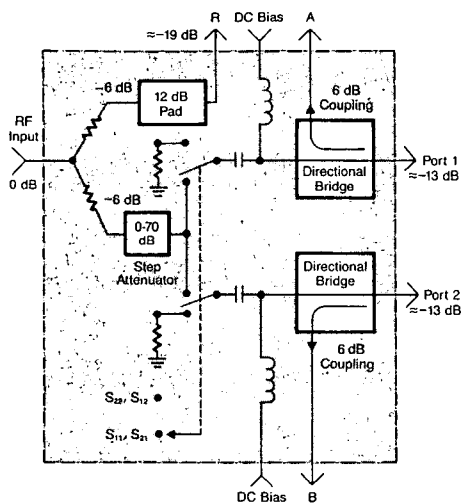 ≈−19 dB
R
DC Bias
A
−6 dB
12 dB
Pad
6 dB
Coupling
RF
Input
0 dB
Directional
Bridge
Port 1
≈−13 dB
−6 dB
0-70
dB
Step
Attenuator
Directional
Bridge
Port 2
≈−13 dB
6 dB
Coupling
S22, S12
S11, S21
DC Bias
B